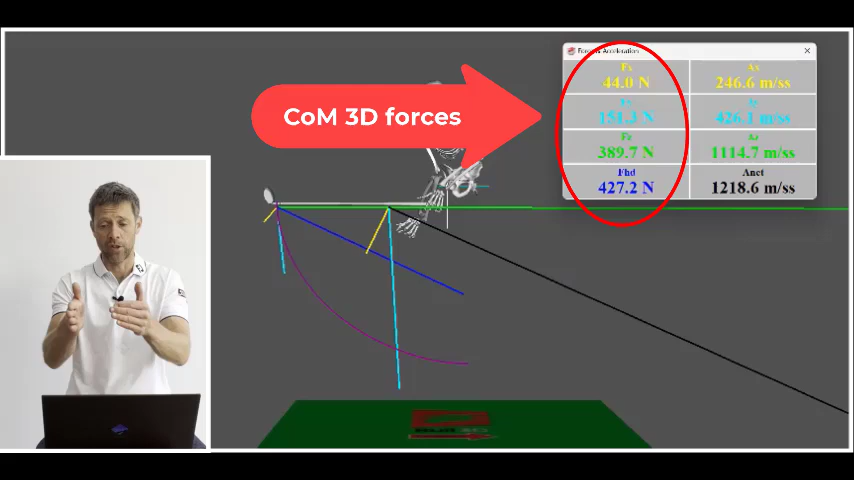 CoM 3D forces
Fx Ax
44.0 N 246.6 m/ss
Fy Ay
151.3 N 426.1 m/ss
Fz Az
389.7 N 1114.7 m/ss
Fhd Anet
427.2 N 1218.6 m/ss